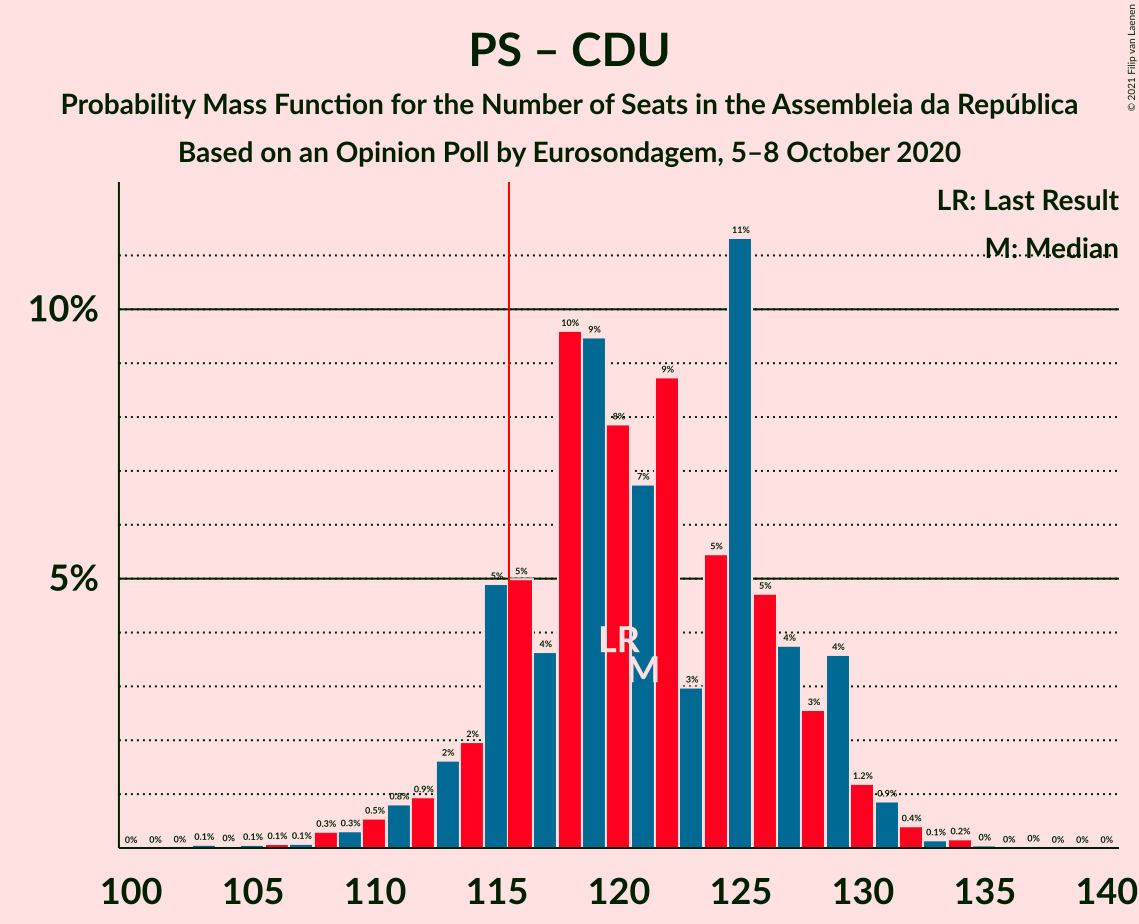 PS – CDU
Probability Mass Function for the Number of Seats in the Assembleia da República
Based on an Opinion Poll by Eurosondagem, 5–8 October 2020
© 2021 Filip van Laenen
LR: Last Result
M: Median
10%
5%
0% 0% 0% 0.1% 0% 0.1% 0.1% 0.1% 0.3% 0.3% 0.5% 0.8% 0.9% 2% 2% 5% 5% 4% 10% 9% 8% 7% 9% 3% 5% 11% 5% 4% 3% 4% 1.2% 0.9% 0.4% 0.1% 0.2% 0% 0% 0% 0% 0% 0%
LR
M
100 105 110 115 120 125 130 135 140